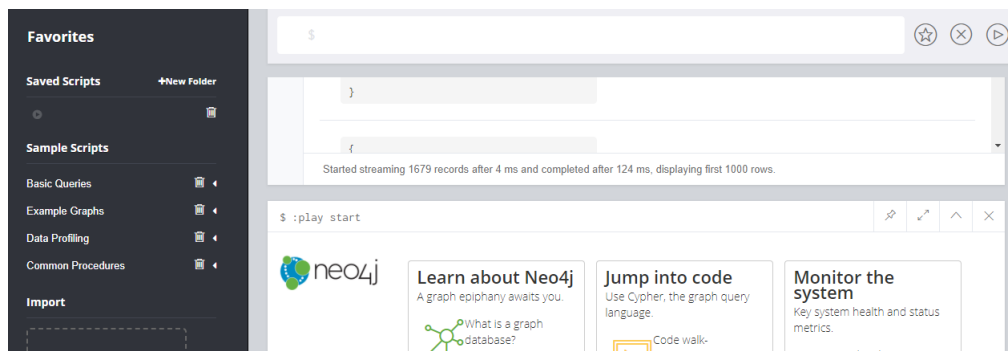 Favorites
$
Saved Scripts
+New Folder
Sample Scripts
Basic Queries
Example Graphs
Data Profiling
Common Procedures
Import
}
{
Started streaming 1679 records after 4 ms and completed after 124 ms, displaying first 1000 rows.
$ :play start
neo4j
Learn about Neo4j
A graph epiphany awaits you.
What is a graph
database?
Jump into code
Use Cypher, the graph query
language.
Code walk-
Monitor the
system
Key system health and status
metrics.